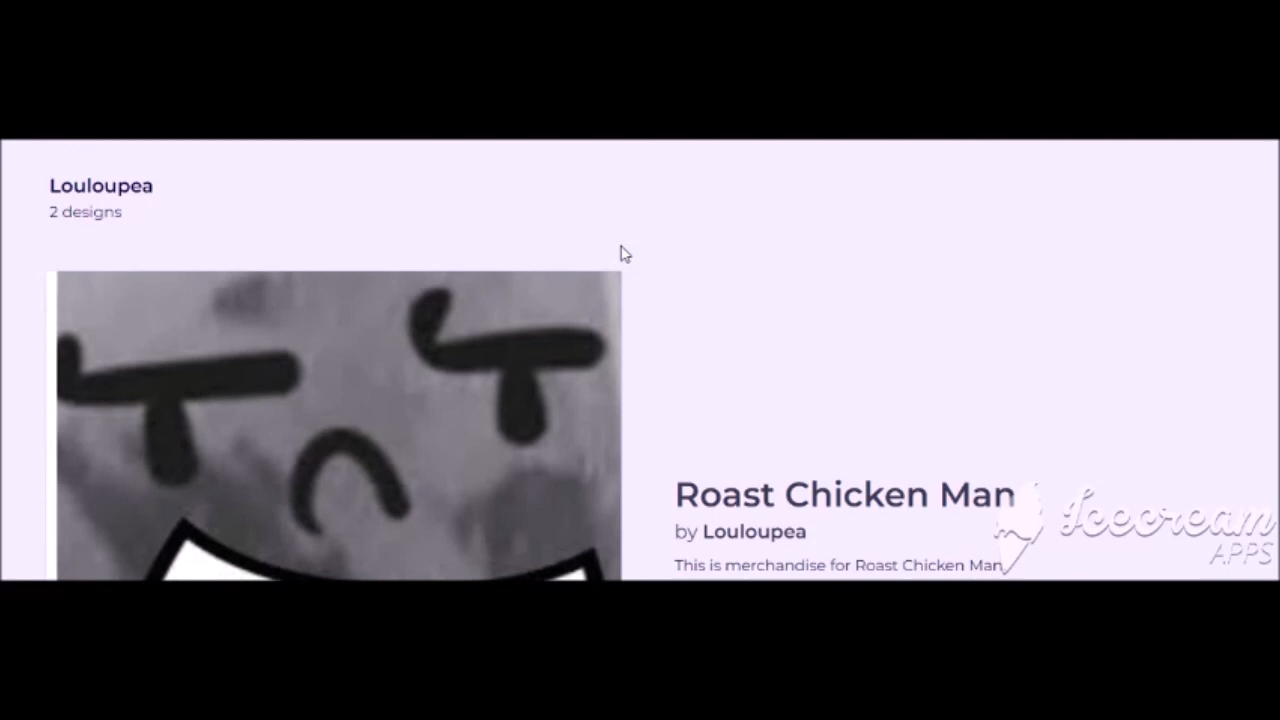 Louloupea
2 designs
Roast Chicken Man
by Louloupea
This is merchandise for Roast Chicken Man
Icecream
APPS